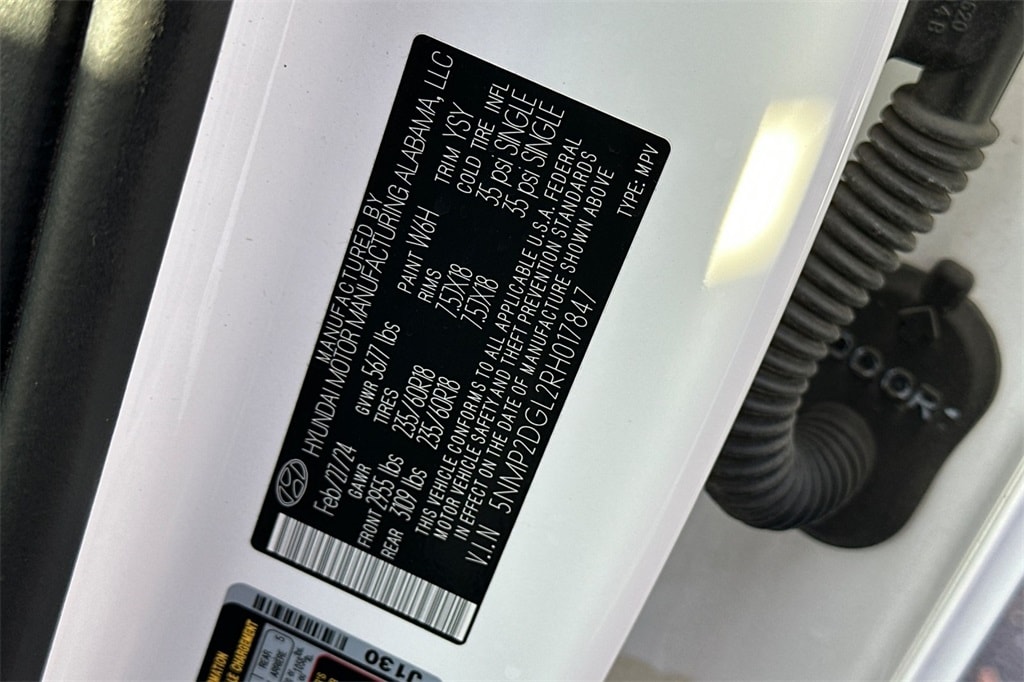 MANUFACTURED BY
HYUNDAI MOTOR MANUFACTURING ALABAMA, LLC
Feb/27/24 GVWR 5677 lbs PAINT W6H TRIM YSY
GAWR TIRES RIMS COLD TIRE INFL
FRONT 2955 lbs 235/60R18 7.5JX18 35 psi SINGLE
REAR 3109 lbs 235/60R18 7.5JX18 35 psi SINGLE
THIS VEHICLE CONFORMS TO ALL APPLICABLE U.S.A. FEDERAL
MOTOR VEHICLE SAFETY AND THEFT PREVENTION STANDARDS
IN EFFECT ON THE DATE OF MANUFACTURE SHOWN ABOVE
V.I.N 5NMP2DGL2RH017847 TYPE: MPV
J130
CHARGEMENT
REAR
5
DOOR